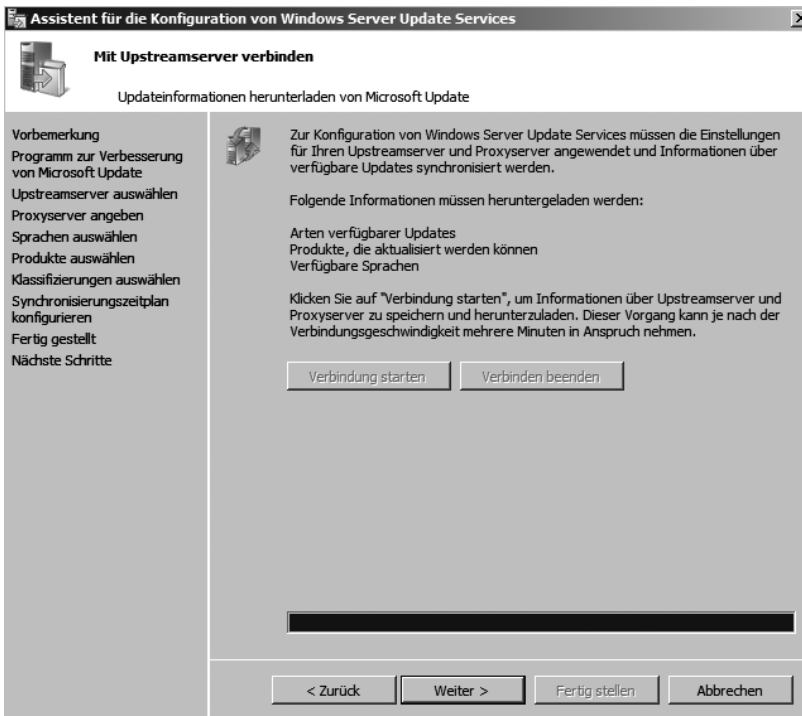 Assistent für die Konfiguration von Windows Server Update Services
Mit Upstreamserver verbinden
Updateinformationen herunterladen von Microsoft Update
Vorbemerkung
Programm zur Verbesserung
von Microsoft Update
Upstreamserver auswählen
Proxyserver angeben
Sprachen auswählen
Produkte auswählen
Klassifizierungen auswählen
Synchronisierungszeitplan
konfigurieren
Fertig gestellt
Nächste Schritte
Zur Konfiguration von Windows Server Update Services müssen die Einstellungen
für Ihren Upstreamserver und Proxyserver angewendet und Informationen über
verfügbare Updates synchronisiert werden.
Folgende Informationen müssen heruntergeladen werden:
Arten verfügbarer Updates
Produkte, die aktualisiert werden können
Verfügbare Sprachen
Klicken Sie auf "Verbindung starten", um Informationen über Upstreamserver und
Proxyserver zu speichern und herunterzuladen. Dieser Vorgang kann je nach der
Verbindungsgeschwindigkeit mehrere Minuten in Anspruch nehmen.
Verbindung starten Verbinden beenden
< Zurück Weiter > Fertig stellen Abbrechen